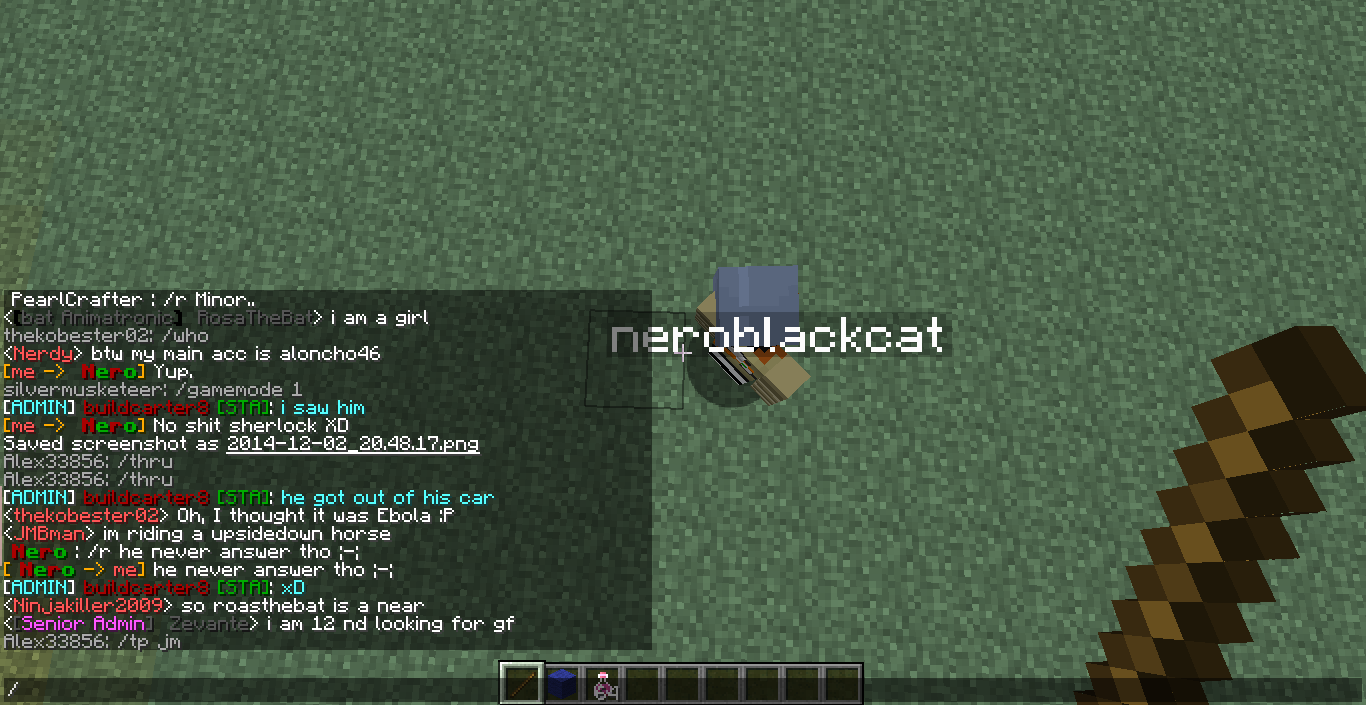 PearlCrafter : /r Minor..
<[bat Animatronic] RosaTheBat> i am a girl
thekobester02: /who
<Nerdy> btw my main acc is aloncho46
[me -> Nero] Yup.
silvermusketeer: /gamemode 1
[ADMIN] buildcarter8 [STA]: i saw him
[me -> Nero] No shit sherlock XD
Saved screenshot as 2014-12-02_20.48.17.png
Alex33856: /thru
Alex33856: /thru
[ADMIN] buildcarter8 [STA]: he got out of his car
<thekobester02> Oh, I thought it was Ebola :P
<JMBman> im riding a upsidedown horse
Nero : /r he never answer tho ;-;
[ Nero -> me] he never answer tho ;-;
[ADMIN] buildcarter8 [STA]: xD
<Ninjakiller2009> so roasthebat is a near
<[Senior Admin] Zevante> i am 12 nd looking for gf
Alex33856: /tp jm
/
neroblackcat
64